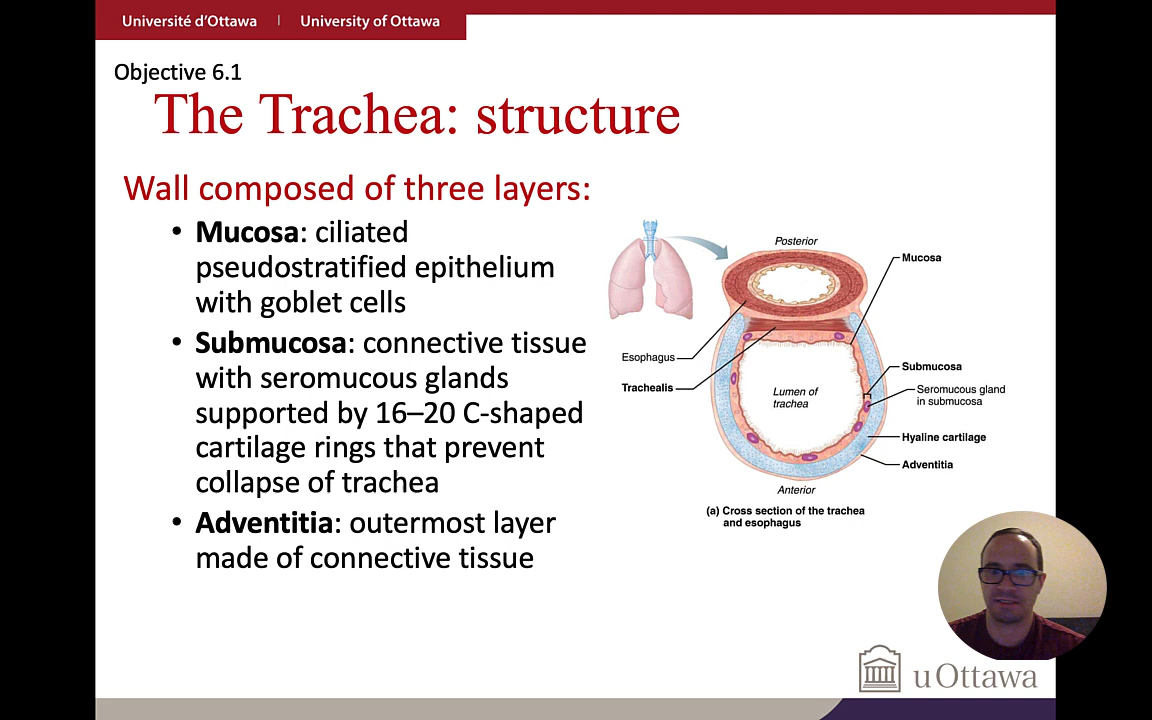 Université d'Ottawa | University of Ottawa
Objective 6.1
The Trachea: structure
Wall composed of three layers:
• Mucosa: ciliated
pseudostratified epithelium
with goblet cells
• Submucosa: connective tissue
with seromucous glands
supported by 16–20 C-shaped
cartilage rings that prevent
collapse of trachea
• Adventitia: outermost layer
made of connective tissue
Posterior
Mucosa
Esophagus
Trachealis
Lumen of
trachea
Submucosa
Seromucous gland
in submucosa
Hyaline cartilage
Adventitia
Anterior
(a) Cross section of the trachea
and esophagus
uOttawa